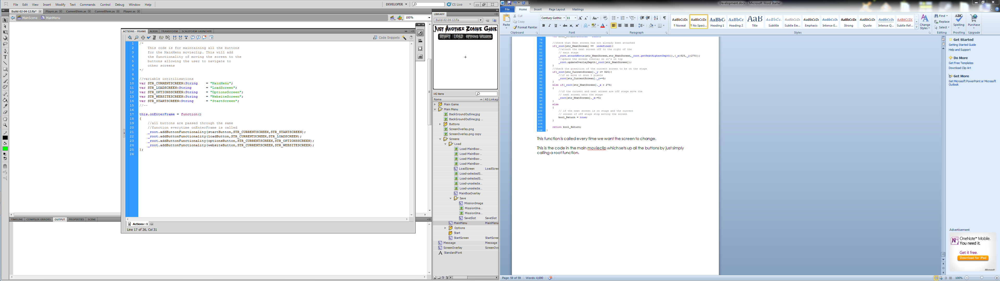 File Edit View Insert Modify Text Commands Control Debug Window Help
DEVELOPER
CS Live
Build-02-04-12.fla*
Player.as
CurrentItem.as
CurrentItem.as
Player.as
MainScene
MainMenu
100%
ACTIONS - FRAME ALIGN TRANSFORM SCALEFORM LAUNCHER
Code Snippets
1 /*
2 This code is for maintaining all the buttons
3 for the MainMenu movieclip. This will add
4 the functionality of moving the screen to the
5 buttons allowing the user to navigate to
6 other screens
7 */
8
9 //variable intitilisations
10 var STR_CURRENTSCREEN:String = "MainMenu";
11 var STR_LOADSCREEN:String = "LoadScreen";
12 var STR_OPTIONSSCREEN:String = "OptionsScreen";
13 var STR_WEBSITESCREEN:String = "WebsiteScreen";
14 var STR_STARTSCREEN:String = "StartScreen";
15 //--
16
17 this.onEnterFrame = function()
18 {
19 //all buttons are passed through the same
20 //function everytime onEnterFrame is called
21 _root.addButtonFunctionality(startButton,STR_CURRENTSCREEN,STR_STARTSCREEN);
22 _root.addButtonFunctionality(loadButton,STR_CURRENTSCREEN,STR_LOADSCREEN);
23 _root.addButtonFunctionality(optionsButton,STR_CURRENTSCREEN,STR_OPTIONSSCREEN);
24 _root.addButtonFunctionality(websiteButton,STR_CURRENTSCREEN,STR_WEBSITESCREEN);
25 };
26
Actions : 1
Line 17 of 26, Col 31
TIMELINE COMPILER ERRORS OUTPUT PROPERTIES SCENE
LIBRARY
Build-02-04-12.fla
JUST ANOTHER ZOMBIE GAME
START LOAD OPTIONS WEBSITE
142 items
Name AS Linkag
Main Game
Main Menu
BackGroundOutline.jpg
BackGroundOutline.jpg ...
Buttons
ScreenOverlay.png
ScreenOverlay.png copy
Screens
Load
Load-MainBox-...
Load-MainBox-...
Load-MainBox-...
Load-MainBox-...
LoadScreen LoadScree
Load-selectedS...
Load-selectedS...
Load-unselecte...
Load-unselecte...
MainBoxOverlay
Save
MissionImage
MissionIma...
MissionIma...
SaveSlot SaveSlot
MainMenu MainMenu
Options
Start
StartScreen StartScree
Message Message
ScreenOverlay ScreenOve
StandardFont
Development.docx - Microsoft Word Starter
File Home Insert Page Layout Mailings
Paste
Cut
Copy
Format Painter
Clipboard
Century Gothic 11
Font
Paragraph
AaBbCcDc AaBbCcDc AaBbCc AaBbCc AaB AaBbCc AaBbCcDc AaBbCcDc AaBbCcDc AaBbCcDc AaBbCcDc AaBbCcDc AABBCCDC
¶ Normal ¶ No Spaci... Heading 1 Heading 2 Title Subtitle Subtle Em... Emphasis Intense E... Strong Quote Intense Q... Subtle Ref...
Styles
Change Styles
Find
Replace
Select
Editing
Spelling
Proofing
Purchase
Upgrade
78
79 //check that Next screen has not already been attached
80 if(_root[str_NextScreen] == undefined){
81 //attach the next screen off to the right of the
82 // main stage
83 _root.attachMovie(str_NextScreen,str_NextScreen,_root.getNextHighestDepth(),{_x:825,_y:275});
84 //update the screen overlay so it's on top
85 _root.updateOverlayDepth(_root[str_NextScreen]);
86 }
87 //check the possition of the current screen to be on the stage
88 if(_root[str_CurrentScreen]._y <= 825){
89 //if so move it down 5 pixels
90 _root[str_CurrentScreen]._y+=5;
91 }
92 else if(_root[str_NextScreen]._x > 275)
93 {
94 //if the current and next screen are off stage move the
95 // next screen onto the stage
96 _root[str_NextScreen]._x-=5;
97 }
98 else
99 {
100 // if the next screen is on stage and the current
101 // screen if off stage stop moving the screen
102 bool_Return = true;
103 }
104
105 return bool_Return;
106 }
This function is called every time we want the screen to change.
This is the code in the main movieclip which sets up all the buttons by just simply
calling a root function.
Get Started
Getting Started Guide
Help and Support
Do More
Get Free Templates
Download Clip Art
Get More
Get Microsoft PowerPoint or Microsoft
Outlook
Advertisement
OneNote™ Mobile.
You need it.
Get it free.
Download for iPad
Microsoft
Page: 59 of 59 Words: 4,690
100%